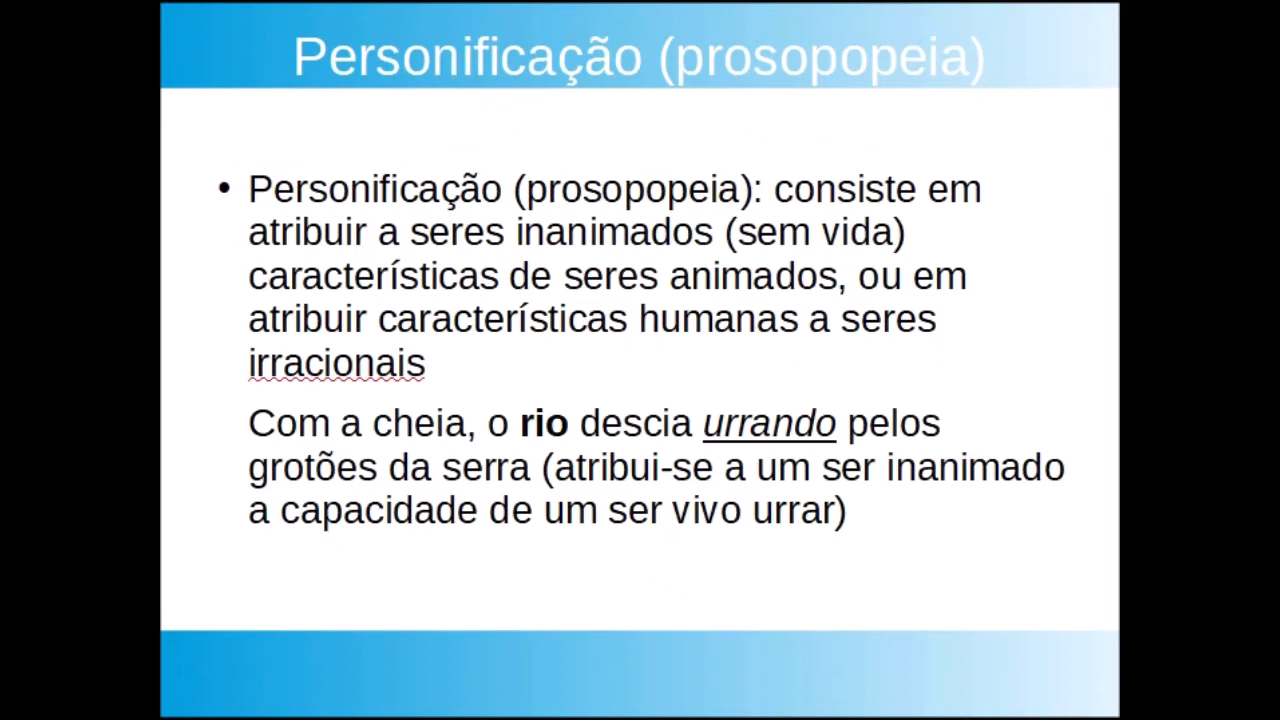 Personificação (prosopopeia)
• Personificação (prosopopeia): consiste em
atribuir a seres inanimados (sem vida)
características de seres animados, ou em
atribuir características humanas a seres
irracionais
Com a cheia, o rio descia urrando pelos
grotões da serra (atribui-se a um ser inanimado
a capacidade de um ser vivo urrar)